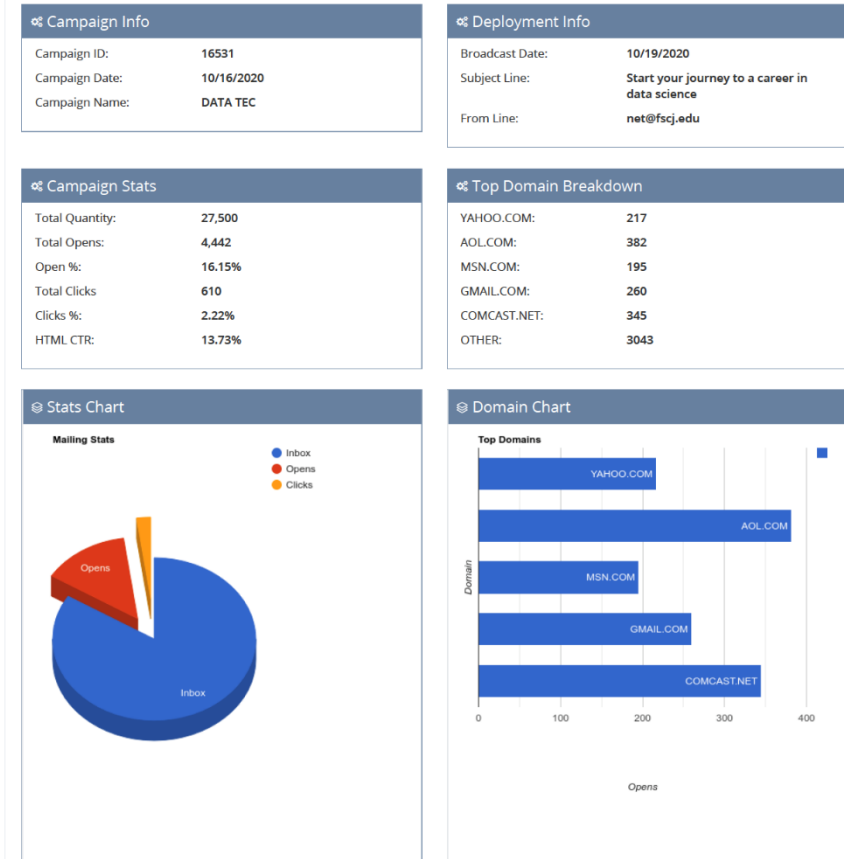 Campaign Info
Campaign ID: 16531
Campaign Date: 10/16/2020
Campaign Name: DATA TEC
Deployment Info
Broadcast Date: 10/19/2020
Subject Line: Start your journey to a career in
data science
From Line: net@fscj.edu
Campaign Stats
Total Quantity: 27,500
Total Opens: 4,442
Open %: 16.15%
Total Clicks 610
Clicks %: 2.22%
HTML CTR: 13.73%
Top Domain Breakdown
YAHOO.COM: 217
AOL.COM: 382
MSN.COM: 195
GMAIL.COM: 260
COMCAST.NET: 345
OTHER: 3043
Stats Chart
Mailing Stats
Inbox
Opens
Clicks
Opens
Inbox
Domain Chart
Top Domains
YAHOO.COM
AOL.COM
MSN.COM
GMAIL.COM
COMCAST.NET
Domain
0 100 200 300 400
Opens